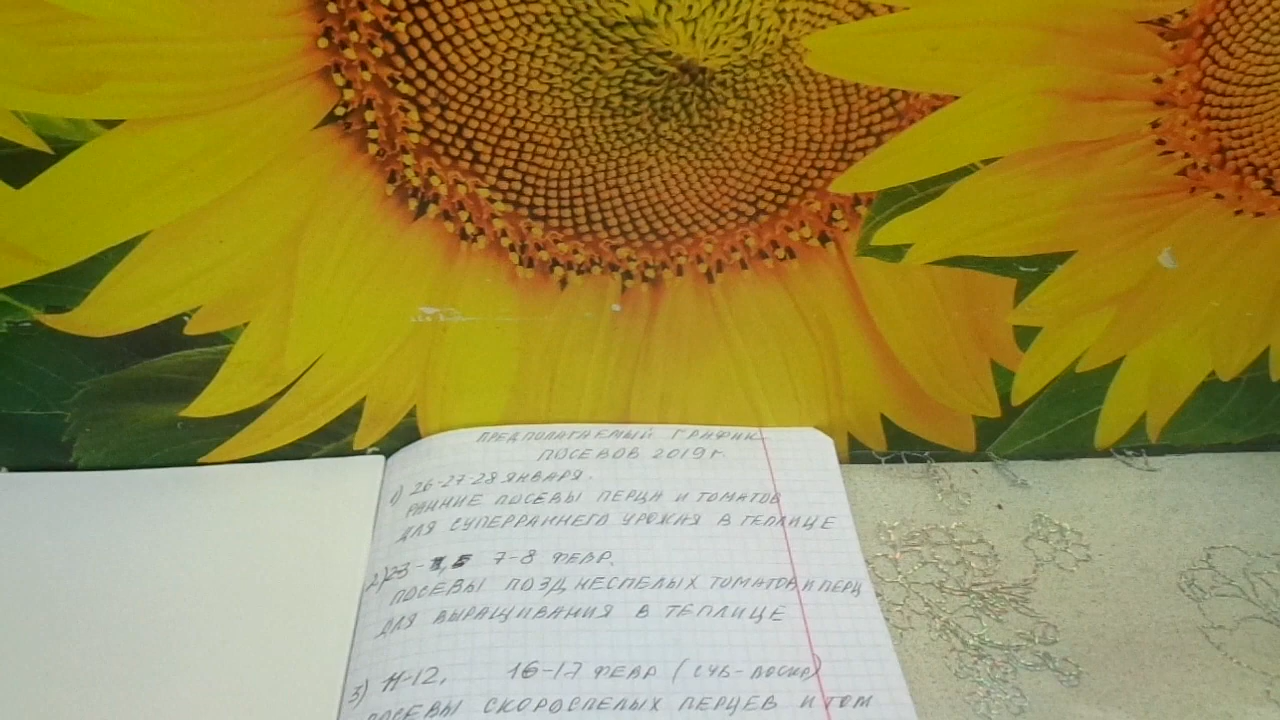 ПРЕДПОЛАГАЕМЫЙ ГРАФИК
ПОСЕВОВ 2019г.
1) 26-27-28 ЯНВАРЯ.
РАННИЕ ПОСЕВЫ ПЕРЦА И ТОМАТОВ
ДЛЯ СУПЕРРАННЕГО УРОЖАЯ В ТЕПЛИЦЕ
2) 7-8 ФЕВР.
ПОСЕВЫ ПОЗДНЕСПЕЛЫХ ТОМАТОВ И ПЕРЦ
ДЛЯ ВЫРАЩИВАНИЯ В ТЕПЛИЦЕ
3) 11-12, 16-17 ФЕВР (СУБ-ВОСКР)
ПОСЕВЫ СКОРОСПЕЛЫХ ПЕРЦЕВ И ТОМ